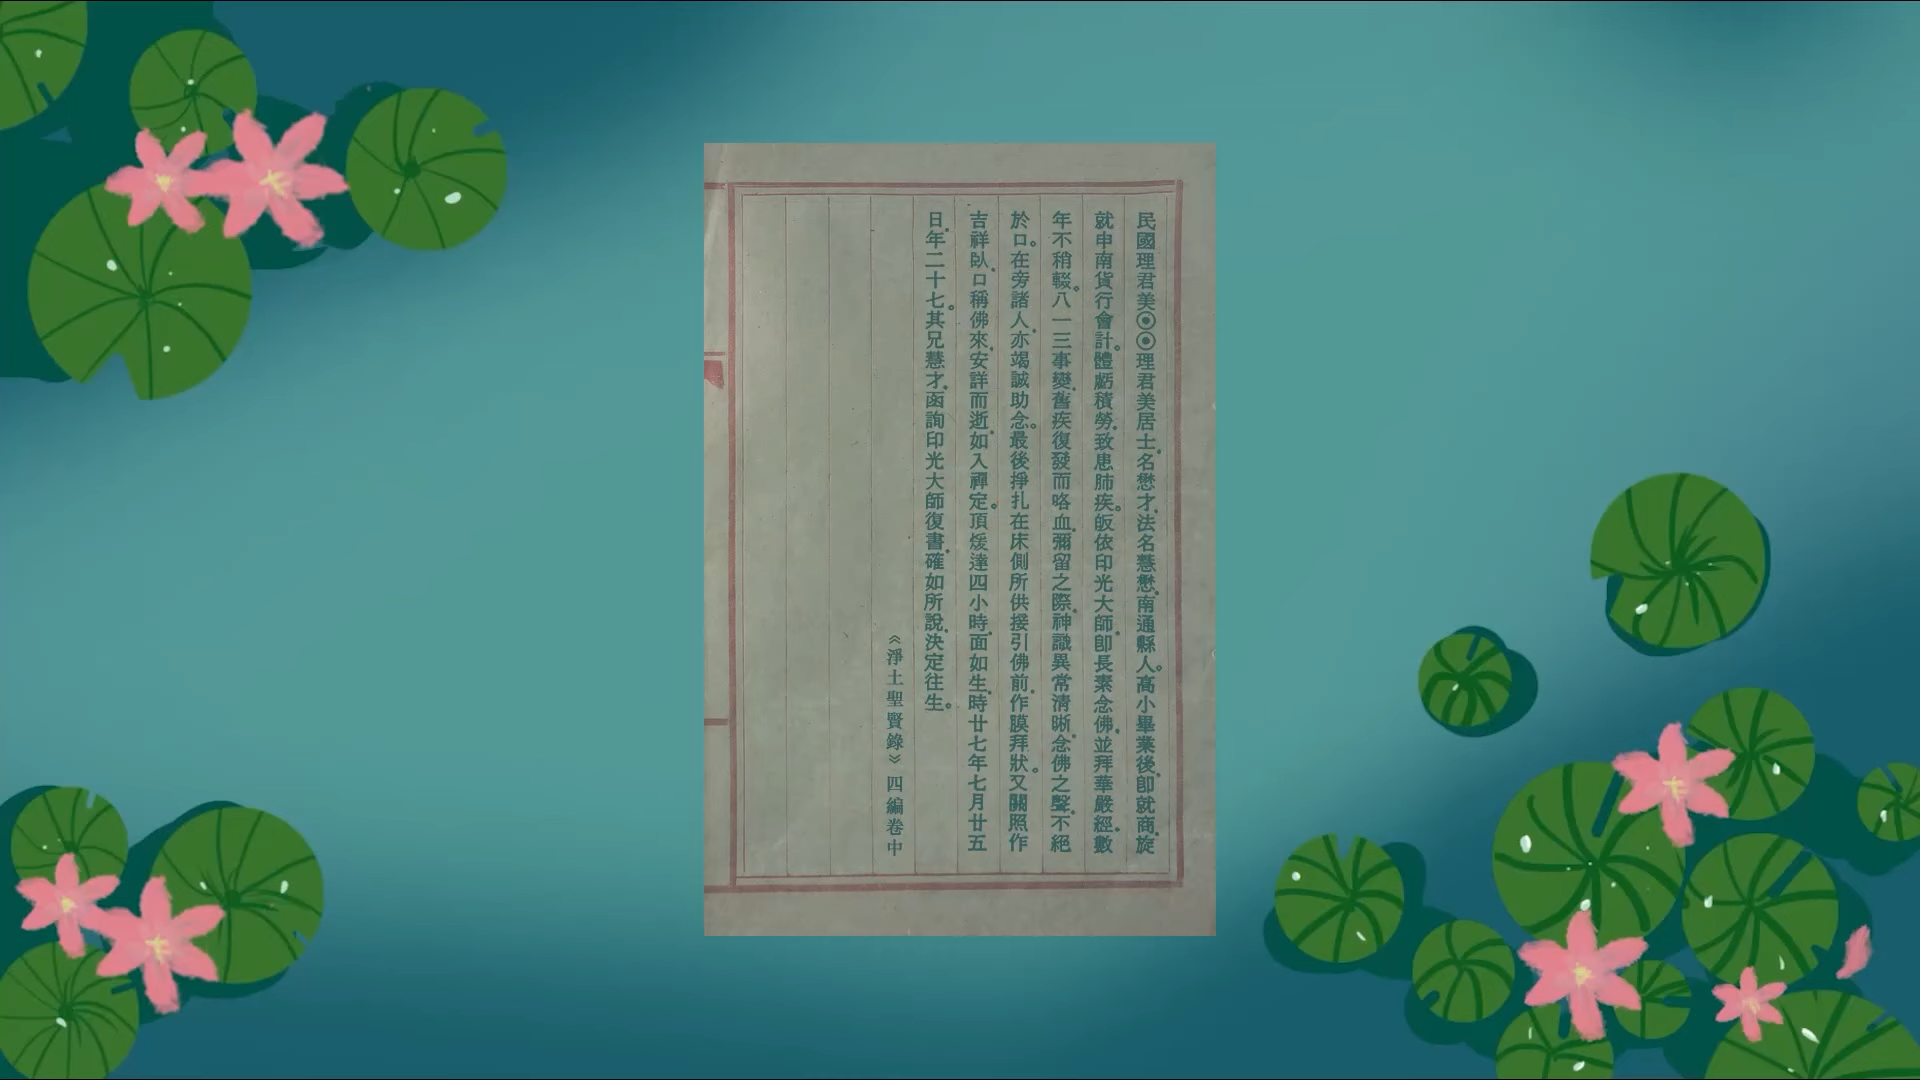 民國理君美⊙⊙理君美居士。名懋才。法名慧懋。南通縣人。高小畢業後。卽就商。旋
就申南貨行會計。體虧積勞。致患肺疾。皈依印光大師。卽長素念佛。並拜華嚴經。數
年不稍輟。八一三事變。舊疾復發而咯血。彌留之際。神識異常清晰。念佛之聲。不絕
於口。在旁諸人。亦竭誠助念。最後掙扎在床側所供接引佛前。作膜拜狀。又關照作
吉祥臥。口稱佛來。安詳而逝。如入禪定。頂煖達四小時。面如生。時廿七年七月廿五
日。年二十七。其兄慧才。函詢印光大師。復書。確如所說。決定往生。
《淨土聖賢錄》四編卷中